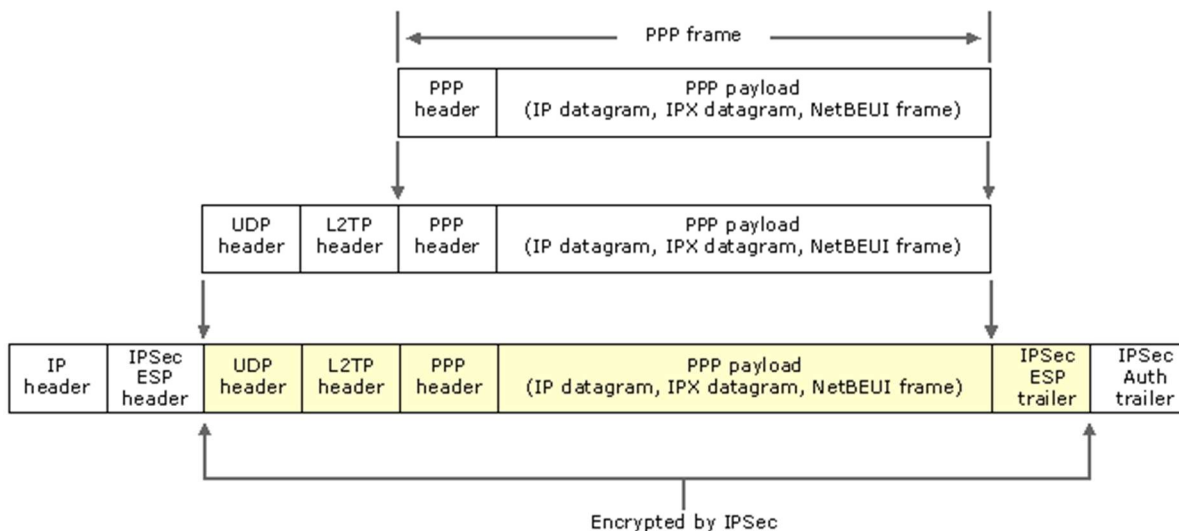 PPP frame
PPP
header
PPP payload
(IP datagram, IPX datagram, NetBEUI frame)
UDP
header
L2TP
header
PPP
header
PPP payload
(IP datagram, IPX datagram, NetBEUI frame)
IP
header
IPSec
ESP
header
UDP
header
L2TP
header
PPP
header
PPP payload
(IP datagram, IPX datagram, NetBEUI frame)
IPSec
ESP
trailer
IPSec
Auth
trailer
Encrypted by IPSec